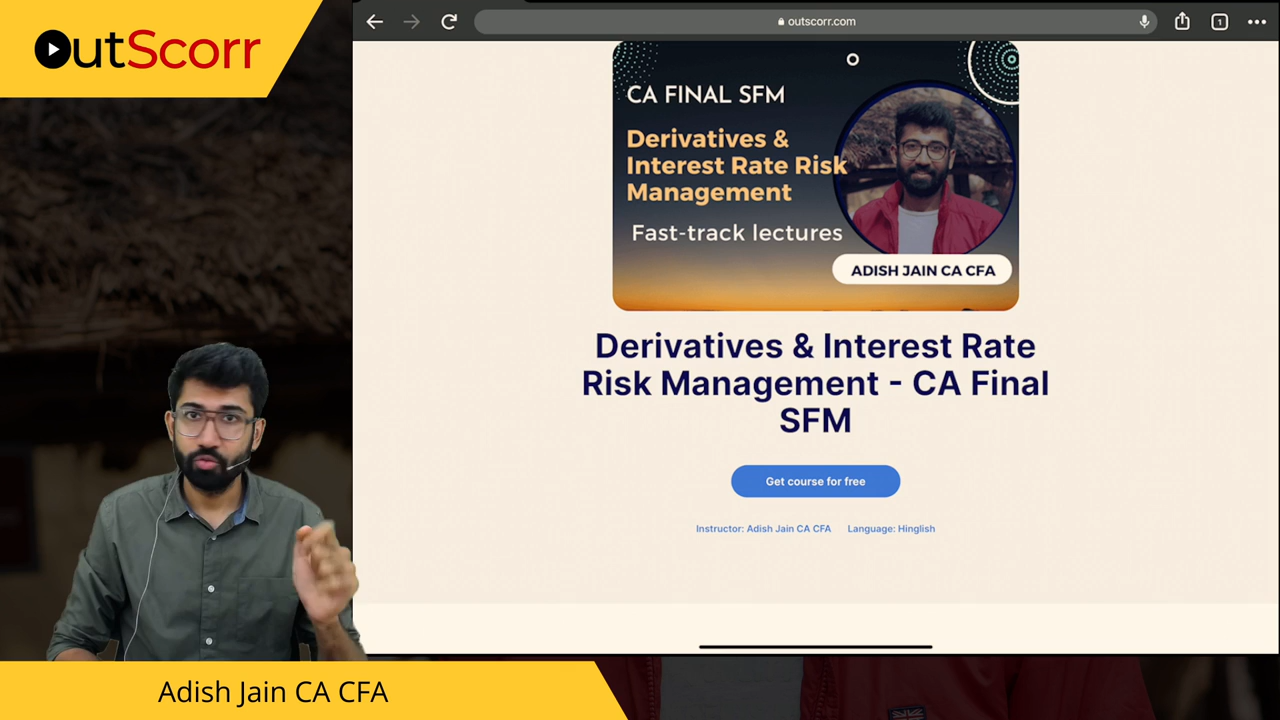 OutScorr
outscorr.com
1
CA FINAL SFM
Derivatives &
Interest Rate Risk
Management
Fast-track lectures
ADISH JAIN CA CFA
Derivatives & Interest Rate
Risk Management - CA Final
SFM
Get course for free
Instructor: Adish Jain CA CFA Language: Hinglish
Adish Jain CA CFA